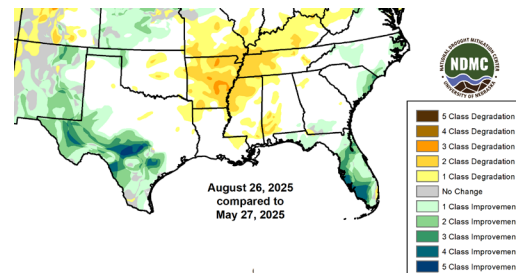 NATIONAL DROUGHT MITIGATION CENTER
NDMC
UNIVERSITY OF NEBRASKA
5 Class Degradation
4 Class Degradation
3 Class Degradation
2 Class Degradation
1 Class Degradation
No Change
1 Class Improvemen
2 Class Improvemen
3 Class Improvemen
4 Class Improvemen
5 Class Improvemen
August 26, 2025
compared to
May 27, 2025